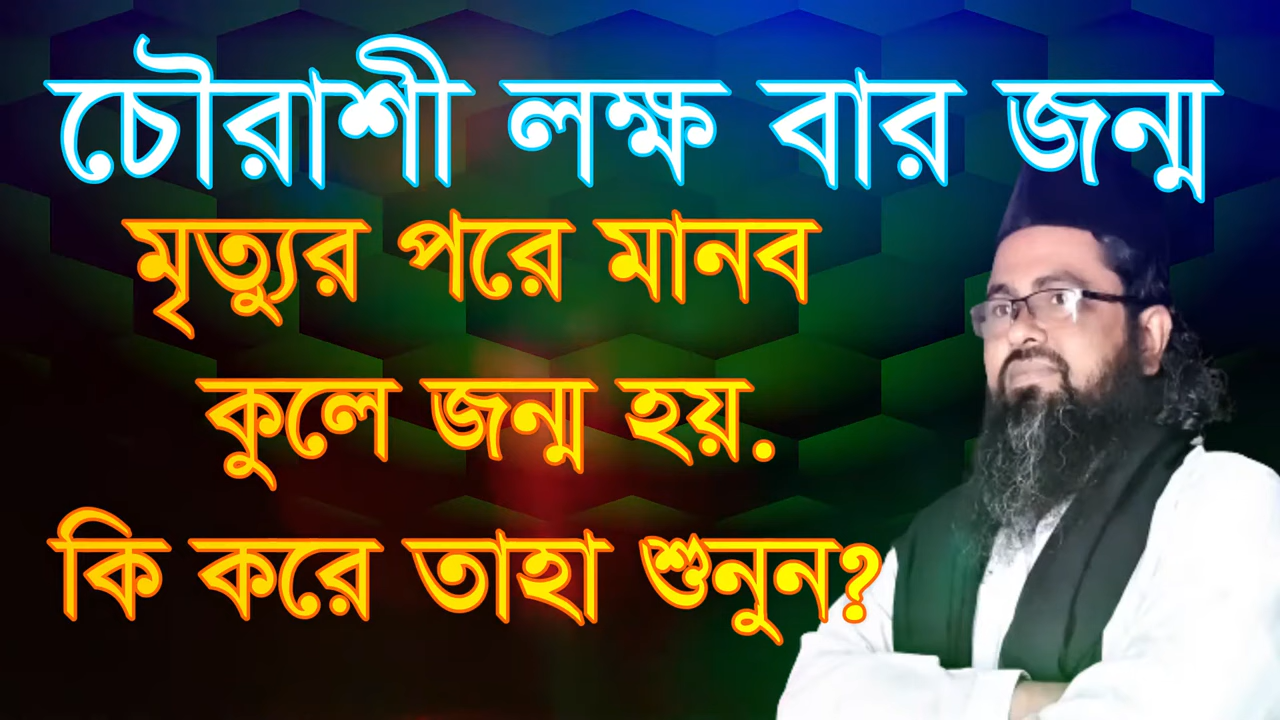 চৌরাশী লক্ষ বার জন্ম
মৃত্যুর পরে মানব
কুলে জন্ম হয়.
কি করে তাহা শুনুন?